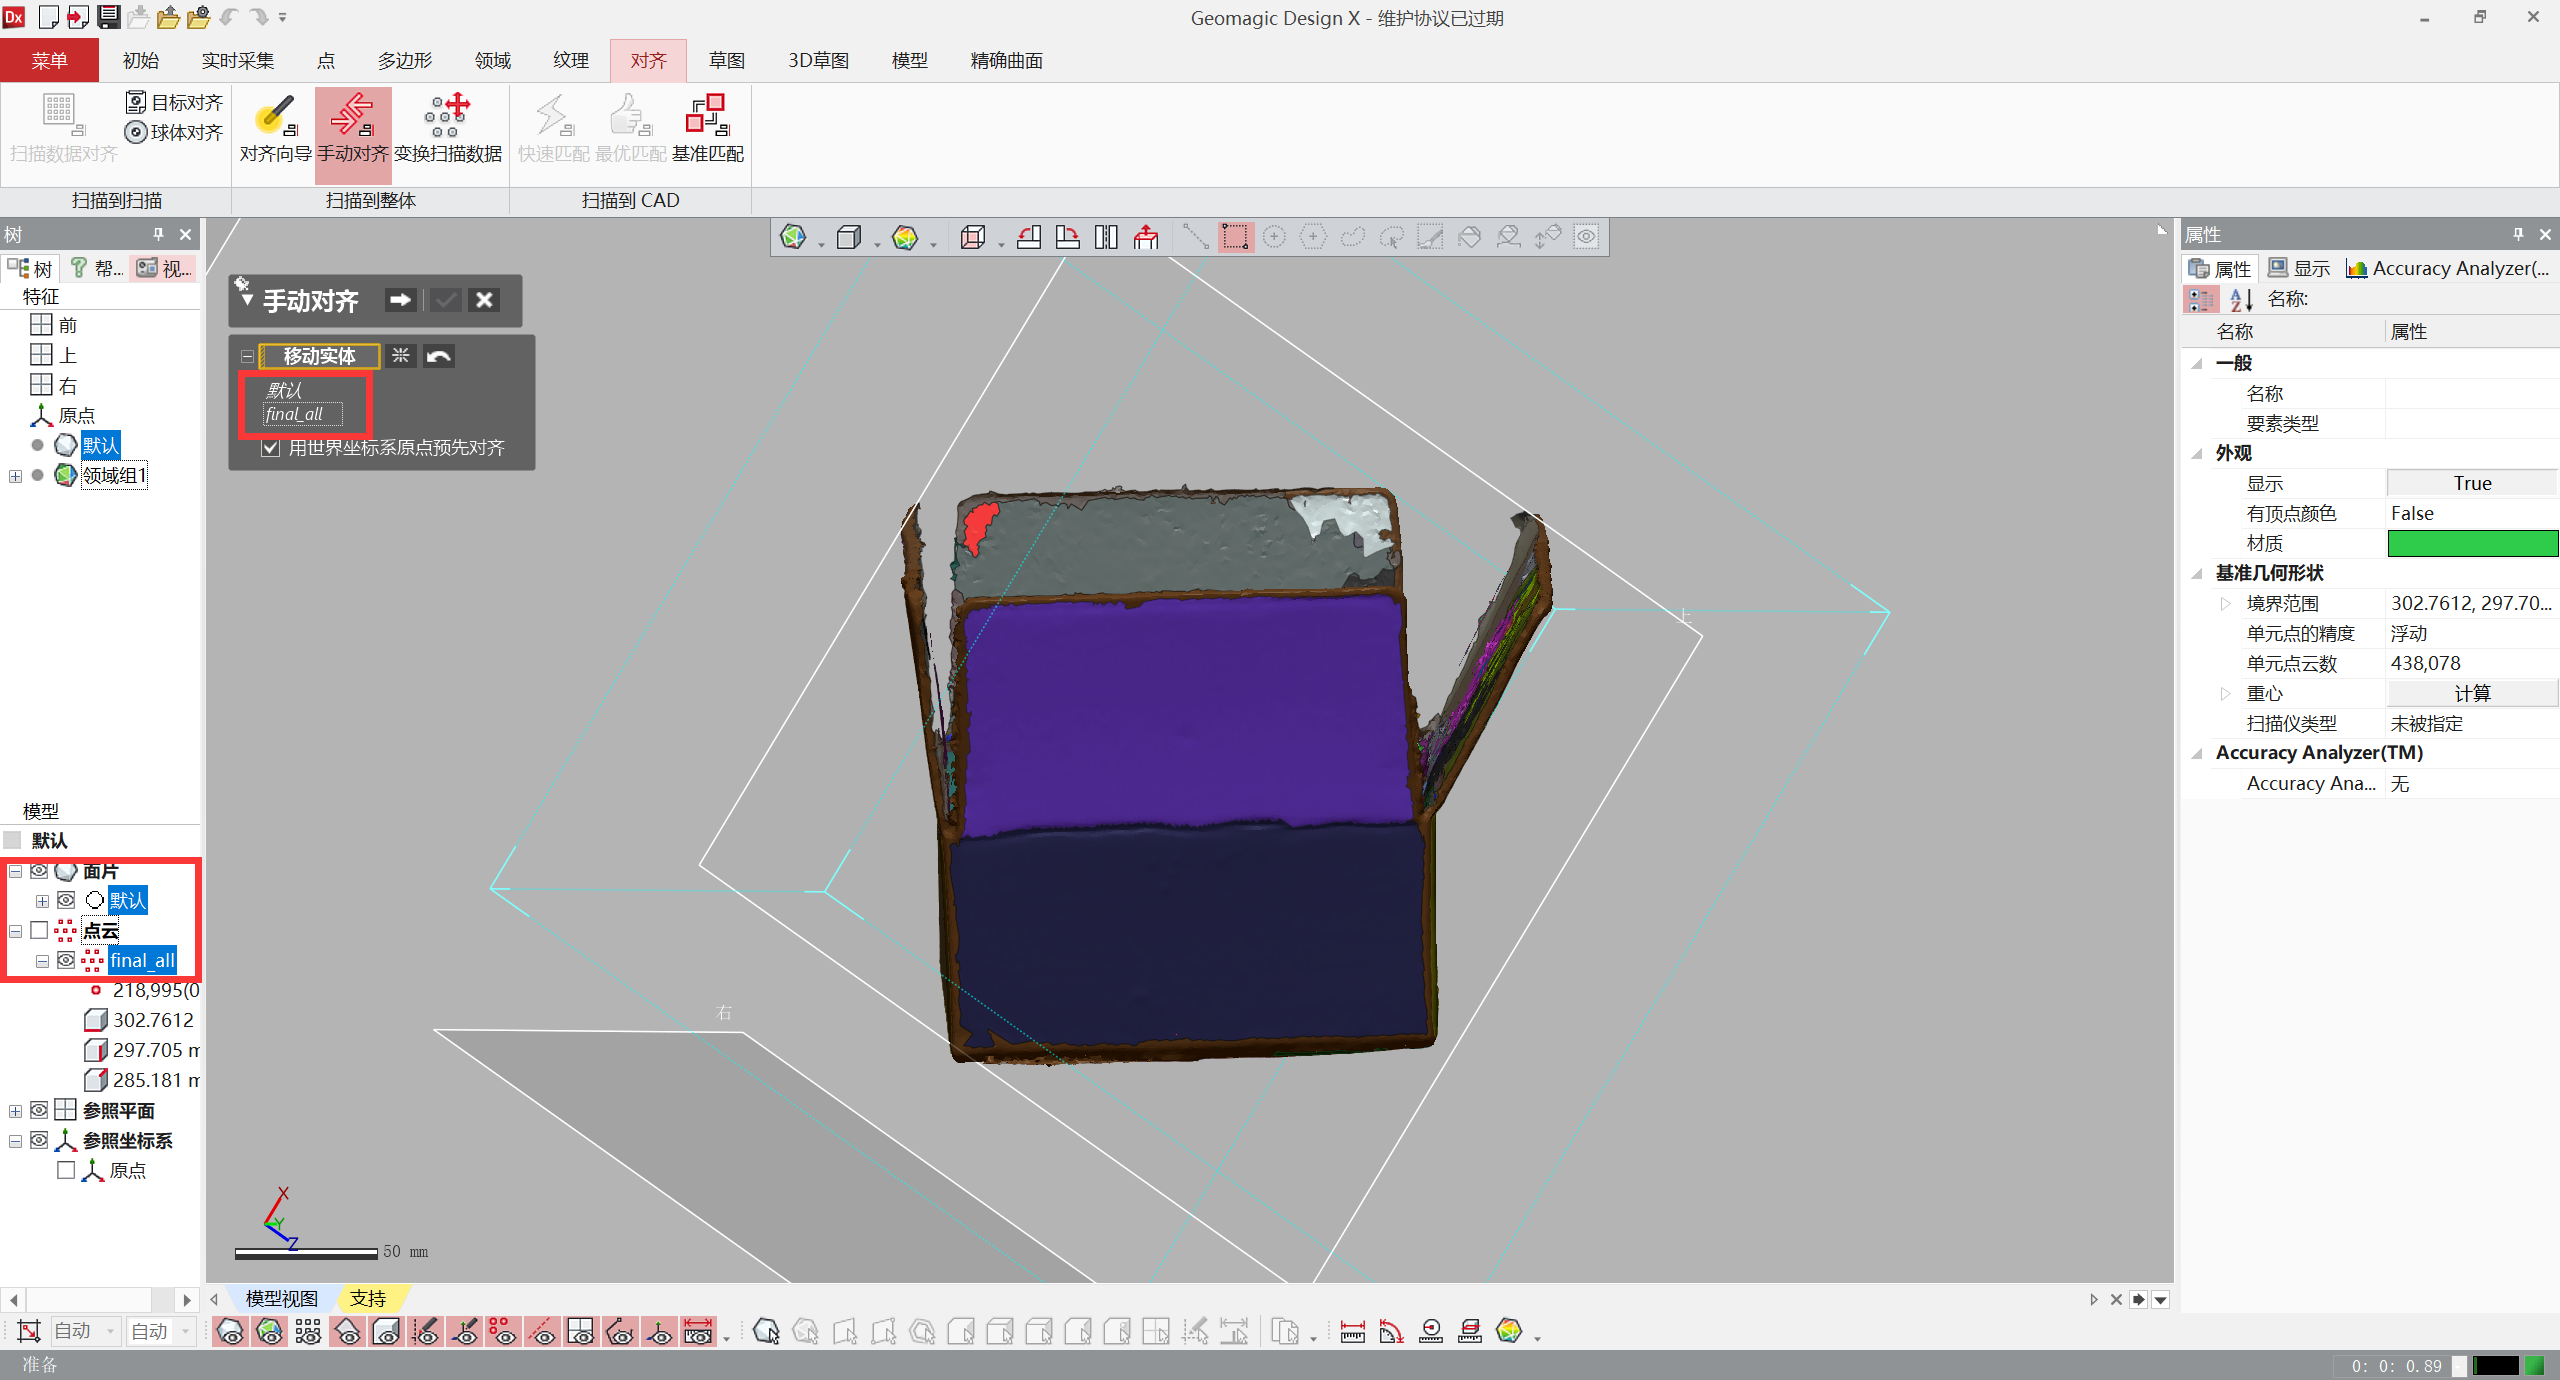 Dx
Geomagic Design X - 维护协议已过期
菜单 初始 实时采集 点 多边形 领域 纹理 对齐 草图 3D草图 模型 精确曲面
扫描数据对齐 目标对齐 球体对齐 对齐向导 手动对齐 变换扫描数据 快速匹配 最优匹配 基准匹配
扫描到扫描 扫描到整体 扫描到 CAD
树
树 帮... 视...
特征
前
上
右
原点
默认
领域组1
模型
默认
面片
默认
点云
final_all
218,995(0
302.7612
297.705 m
285.181 m
参照平面
参照坐标系
原点
手动对齐
移动实体
默认
final_all
用世界坐标系原点预先对齐
上
右
X
Y
Z
50 mm
属性
属性 显示 Accuracy Analyzer(...
名称:
名称 属性
一般
名称
要素类型
外观
显示 True
有顶点颜色 False
材质
基准几何形状
境界范围 302.7612, 297.70...
单元点的精度 浮动
单元点云数 438,078
重心 计算
扫描仪类型 未被指定
Accuracy Analyzer(TM)
Accuracy Ana... 无
模型视图 支持
自动 自动
准备
0: 0: 0.89